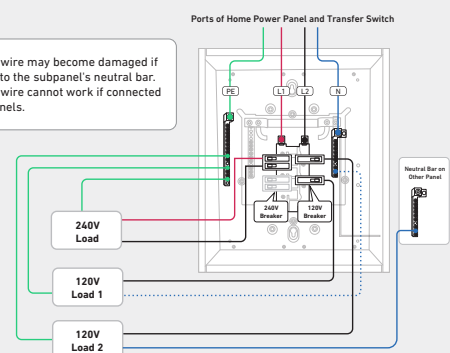 Ports of Home Power Panel and Transfer Switch
wire may become damaged if
to the subpanel's neutral bar.
wire cannot work if connected
nels.
PE
L1
L2
N
Neutral Bar on
Other Panel
240V
Breaker
120V
Breaker
240V
Load
120V
Load 1
120V
Load 2